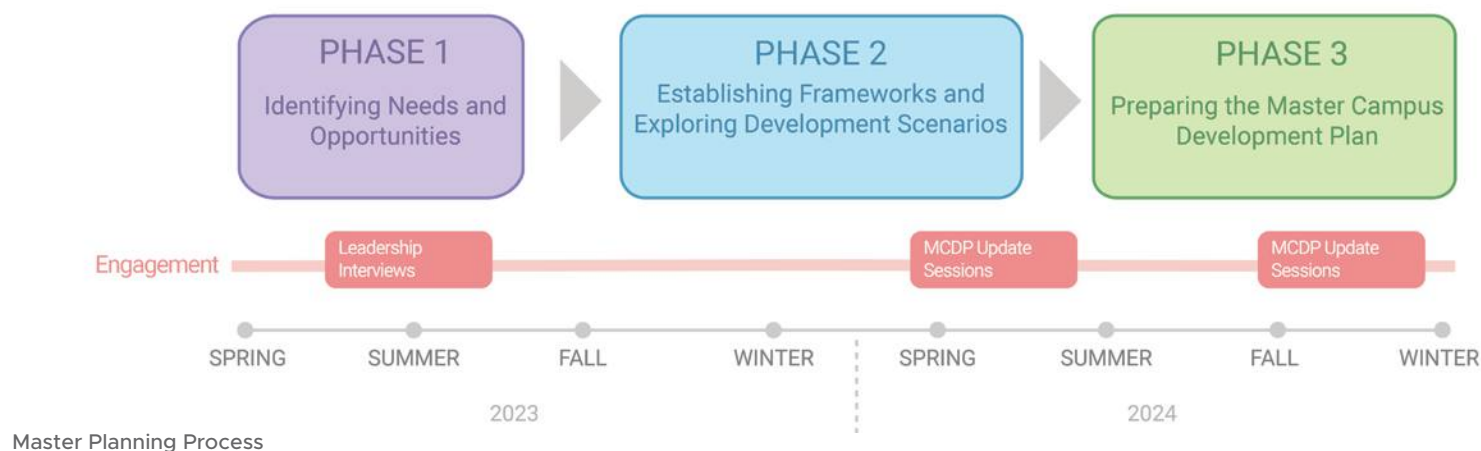 PHASE 1
Identifying Needs and
Opportunities
PHASE 2
Establishing Frameworks and
Exploring Development Scenarios
PHASE 3
Preparing the Master Campus
Development Plan
Engagement
Leadership
Interviews
MCDP Update
Sessions
MCDP Update
Sessions
SPRING
SUMMER
FALL
WINTER
SPRING
SUMMER
FALL
WINTER
2023
2024
Master Planning Process